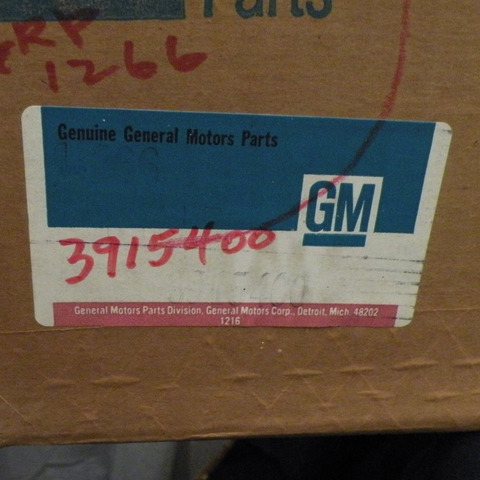 Parts
GRP
1266
Genuine General Motors Parts
GM
3915400
General Motors Parts Division, General Motors Corp., Detroit, Mich. 48202
1216